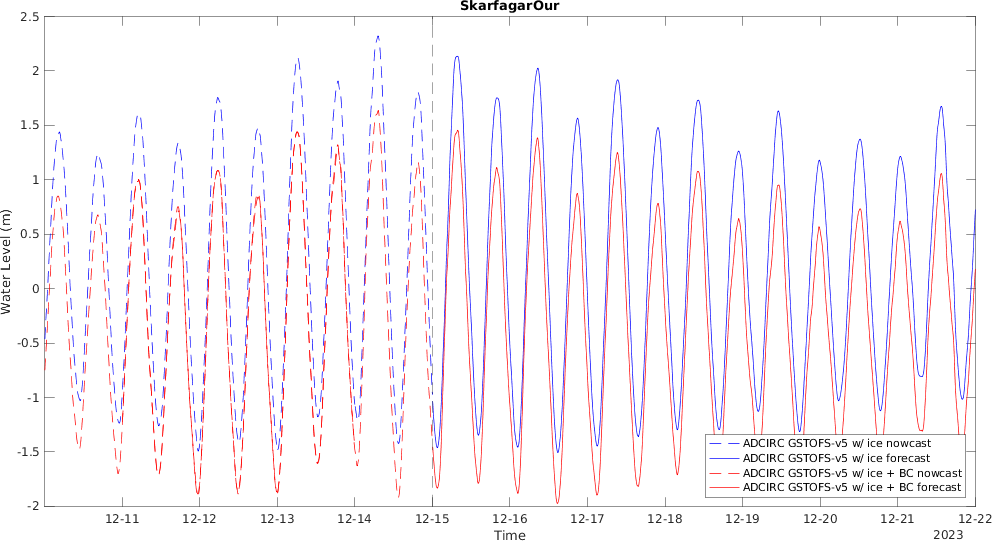 SkarfagarOur
2.5
2
1.5
1
0.5
0
-0.5
-1
-1.5
-2
Water Level (m)
ADCIRC GSTOFS-v5 w/ ice nowcast
ADCIRC GSTOFS-v5 w/ ice forecast
ADCIRC GSTOFS-v5 w/ ice + BC nowcast
ADCIRC GSTOFS-v5 w/ ice + BC forecast
12-11 12-12 12-13 12-14 12-15 12-16 12-17 12-18 12-19 12-20 12-21 12-22
Time
2023